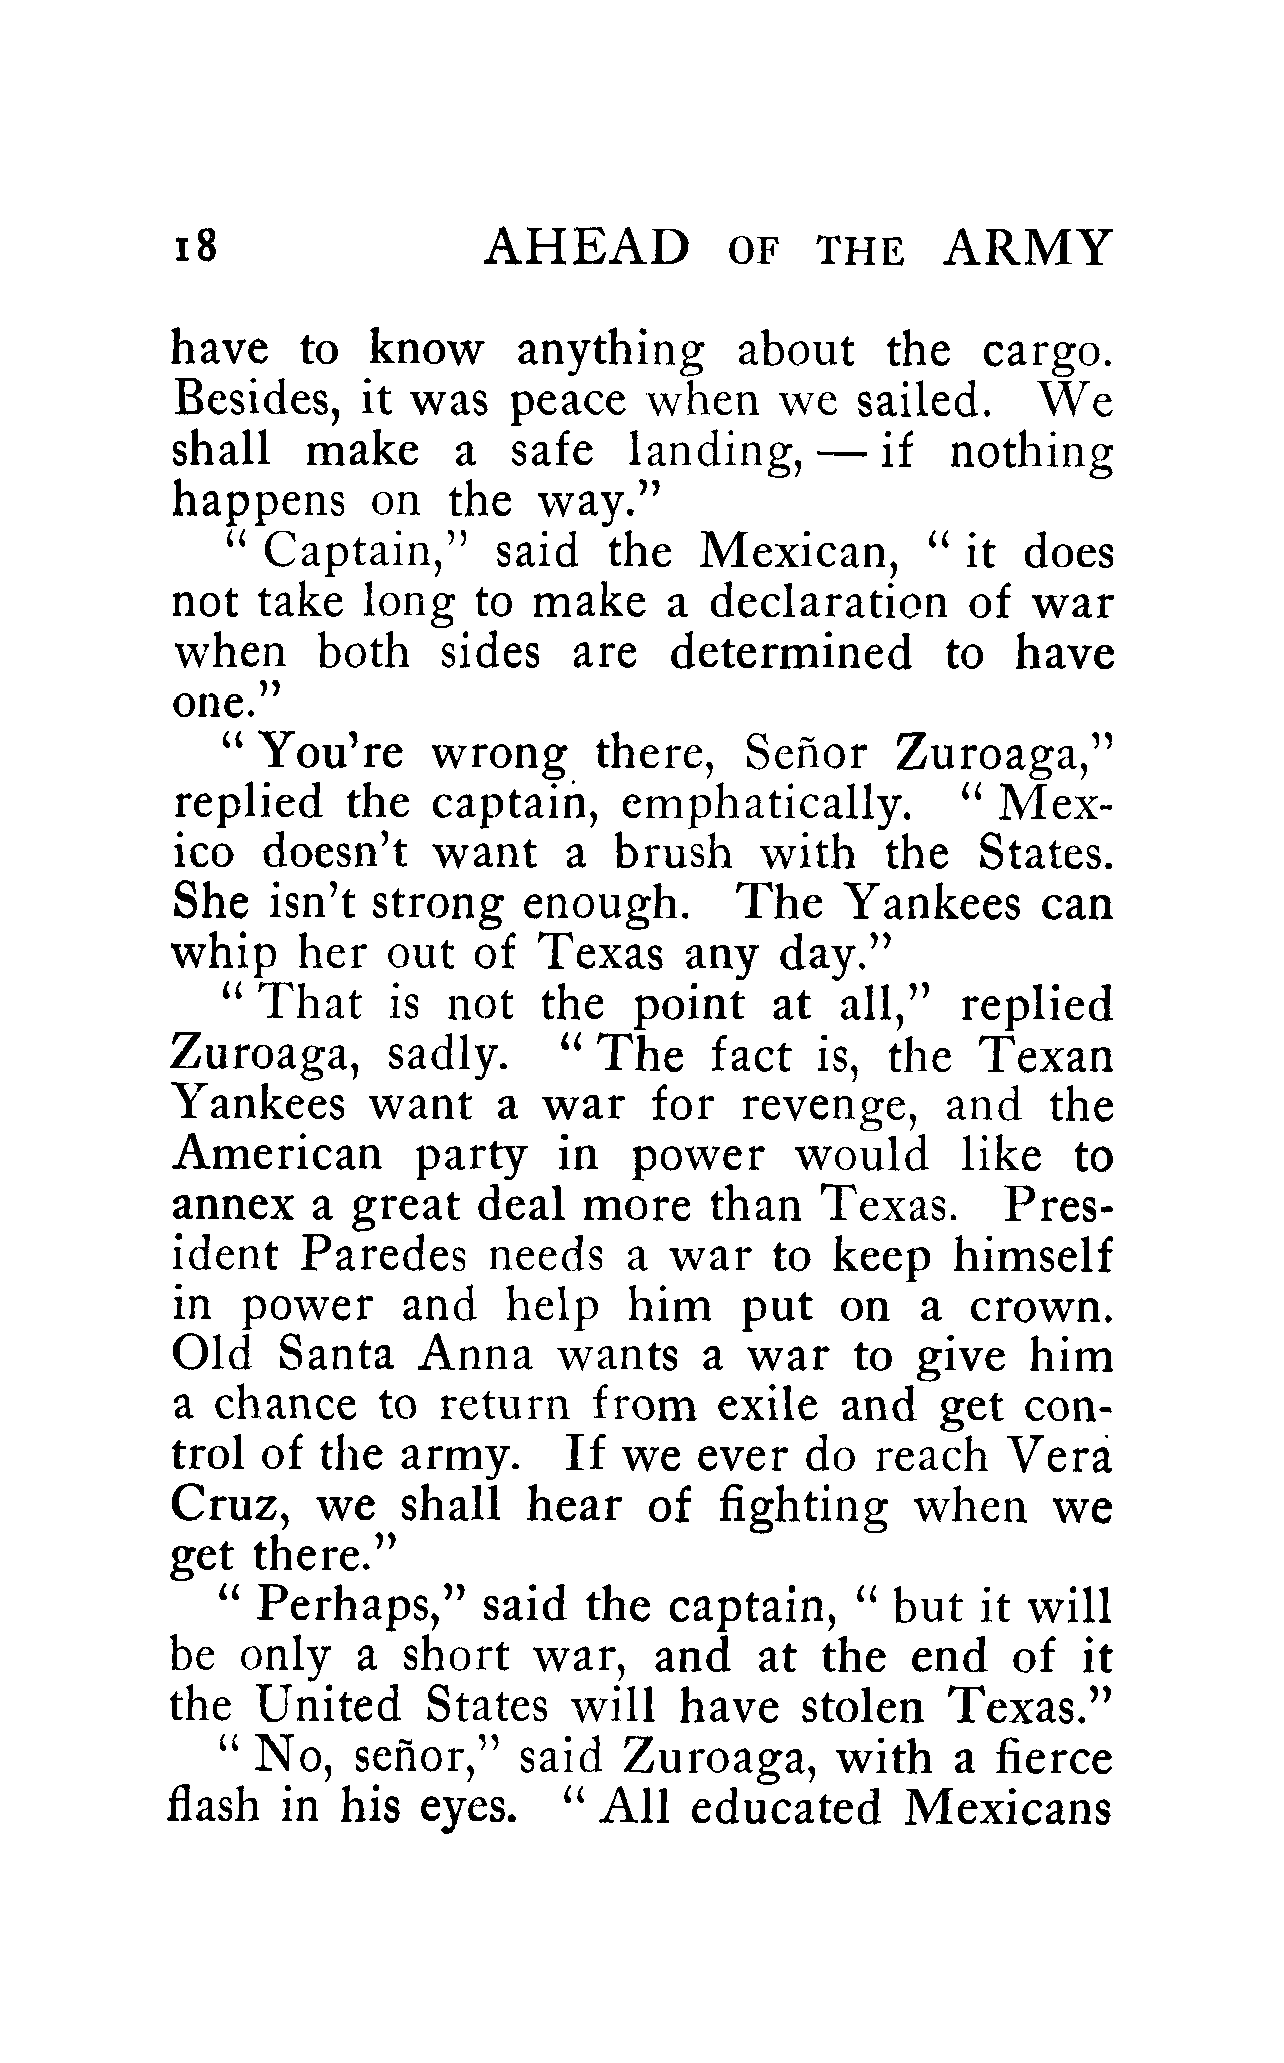 18 AHEAD OF THE ARMY
have to know anything about the cargo.
Besides, it was peace when we sailed. We
shall make a safe landing, — if nothing
happens on the way."
" Captain," said the Mexican, " it does
not take long to make a declaration of war
when both sides are determined to have
one."
" You're wrong there, Señor Zuroaga,"
replied the captain, emphatically. " Mex-
ico doesn't want a brush with the States.
She isn't strong enough. The Yankees can
whip her out of Texas any day."
" That is not the point at all," replied
Zuroaga, sadly. " The fact is, the Texan
Yankees want a war for revenge, and the
American party in power would like to
annex a great deal more than Texas. Pres-
ident Paredes needs a war to keep himself
in power and help him put on a crown.
Old Santa Anna wants a war to give him
a chance to return from exile and get con-
trol of the army. If we ever do reach Vera
Cruz, we shall hear of fighting when we
get there."
" Perhaps," said the captain, " but it will
be only a short war, and at the end of it
the United States will have stolen Texas."
" No, señor," said Zuroaga, with a fierce
flash in his eyes. " All educated Mexicans